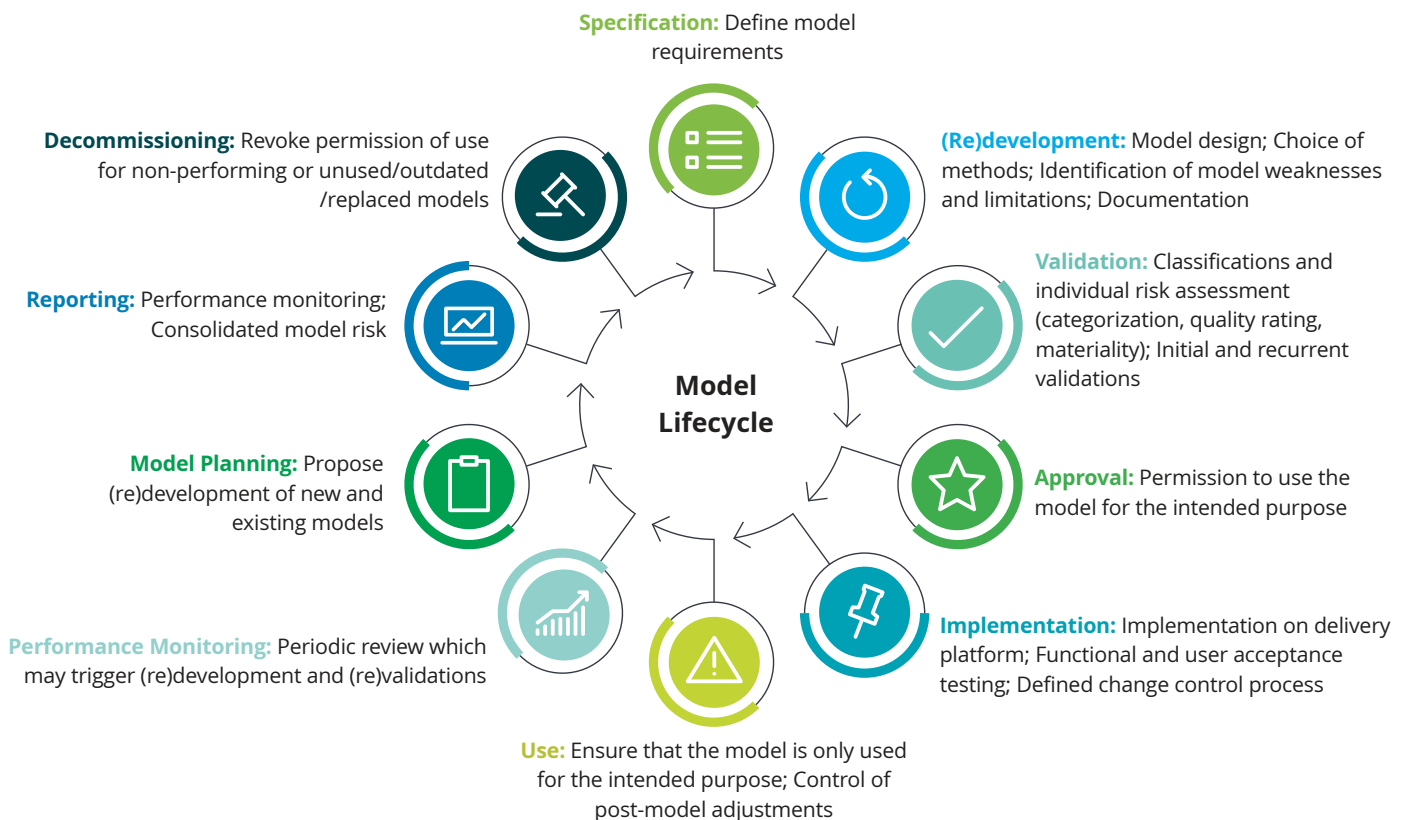 Specification: Define model
requirements
(Re)development: Model design; Choice of
methods; Identification of model weaknesses
and limitations; Documentation
Validation: Classifications and
individual risk assessment
(categorization, quality rating,
materiality); Initial and recurrent
validations
Approval: Permission to use the
model for the intended purpose
Implementation: Implementation on delivery
platform; Functional and user acceptance
testing; Defined change control process
Use: Ensure that the model is only used
for the intended purpose; Control of
post-model adjustments
Performance Monitoring: Periodic review which
may trigger (re)development and (re)validations
Model Planning: Propose
(re)development of new and
existing models
Reporting: Performance monitoring;
Consolidated model risk
Decommissioning: Revoke permission of use
for non-performing or unused/outdated
/replaced models
Model
Lifecycle